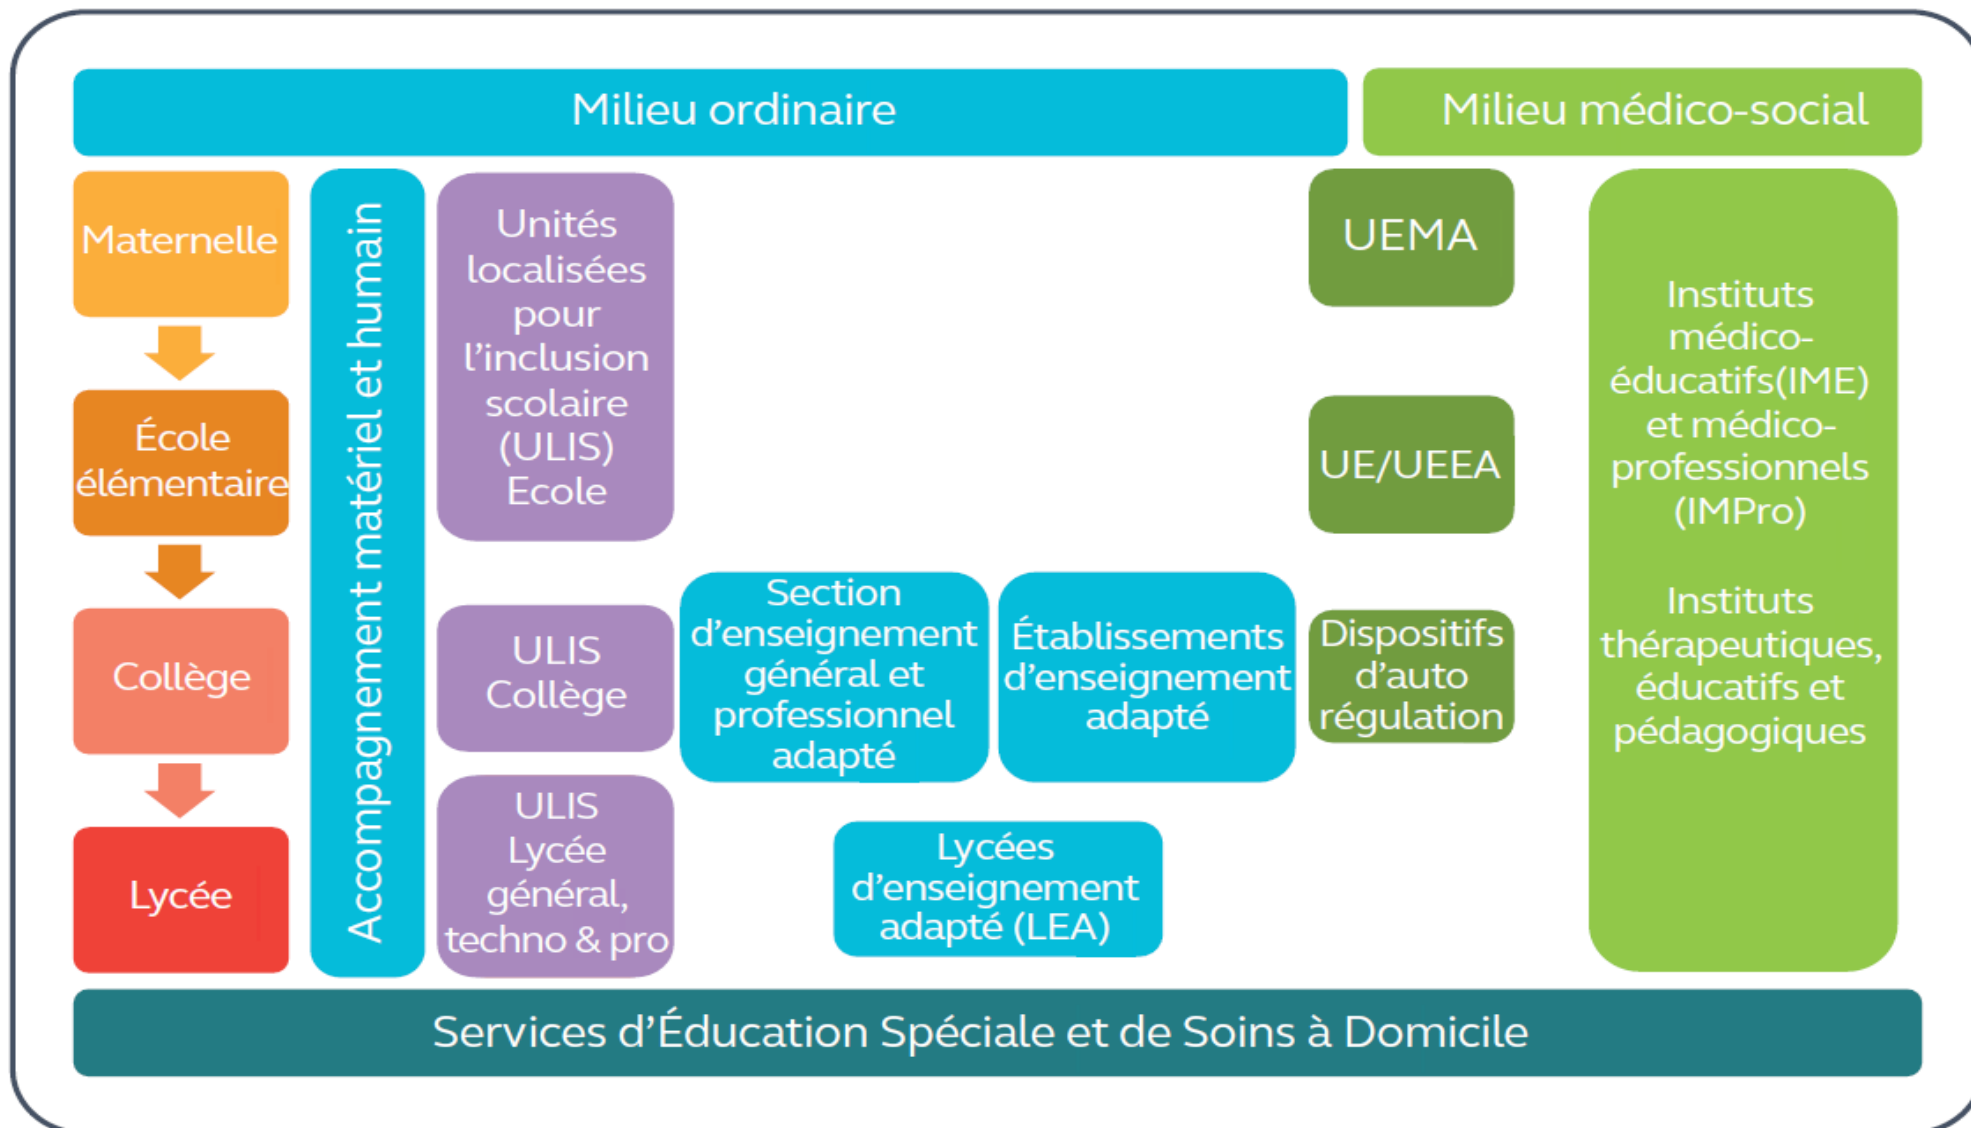 Milieu ordinaire
Milieu médico-social
Maternelle
École
élémentaire
Collège
Lycée
Accompagnement matériel et humain
Unités
localisées
pour
l’inclusion
scolaire
(ULIS)
Ecole
ULIS
Collège
ULIS
Lycée
général,
techno & pro
Section
d’enseignement
général et
professionnel
adapté
Établissements
d’enseignement
adapté
Lycées
d’enseignement
adapté (LEA)
UEMA
UE/UEEA
Dispositifs
d’auto
régulation
Instituts
médico-
éducatifs(IME)
et médico-
professionnels
(IMPro)
Instituts
thérapeutiques,
éducatifs et
pédagogiques
Services d’Éducation Spéciale et de Soins à Domicile